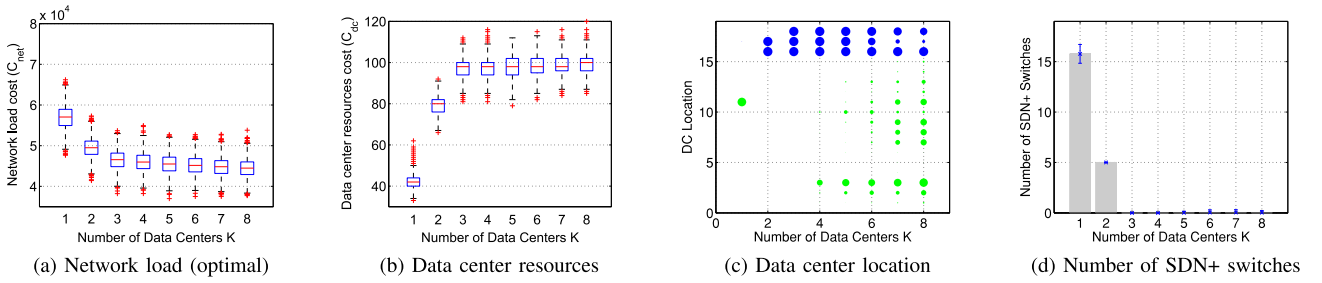 x 10^4
8
7
6
5
4
Network load cost (C_net)
1 2 3 4 5 6 7 8
Number of Data Centers K
(a) Network load (optimal)
120
100
80
60
40
Data center resources cost (C_dc)
1 2 3 4 5 6 7 8
Number of Data Centers K
(b) Data center resources
15
10
5
0
DC Location
0 2 4 6 8
Number of Data Centers K
(c) Data center location
15
10
5
0
Number of SDN+ Switches
1 2 3 4 5 6 7 8
Number of Data Centers K
(d) Number of SDN+ switches